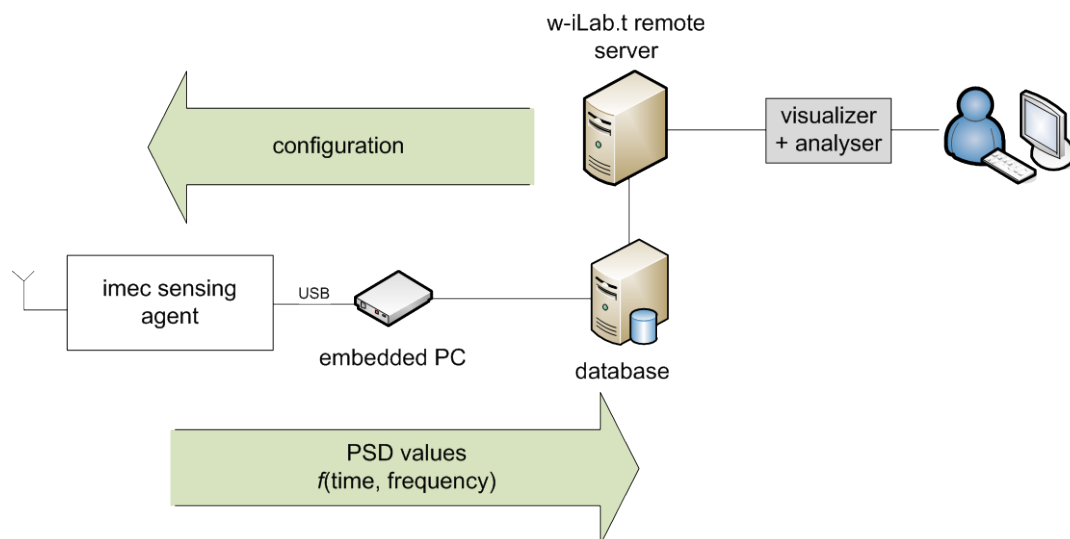 w-iLab.t remote
server
configuration
visualizer
+ analyser
imec sensing
agent
USB
embedded PC
database
PSD values
f(time, frequency)